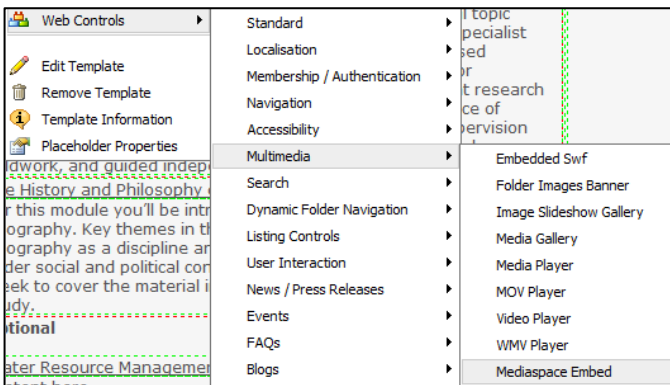 Web Controls
Edit Template
Remove Template
Template Information
Placeholder Properties
dwork, and guided indep
e History and Philosophy
r this module you'll be intr
ography. Key themes in th
ography as a discipline ar
der social and political con
eek to cover the material i
udy.
tional
ater Resource Managemen
Standard
Localisation
Membership / Authentication
Navigation
Accessibility
Multimedia
Search
Dynamic Folder Navigation
Listing Controls
User Interaction
News / Press Releases
Events
FAQs
Blogs
l topic
pecialist
sed
or
t research
ce of
pervision
Embedded Swf
Folder Images Banner
Image Slideshow Gallery
Media Gallery
Media Player
MOV Player
Video Player
WMV Player
Mediaspace Embed